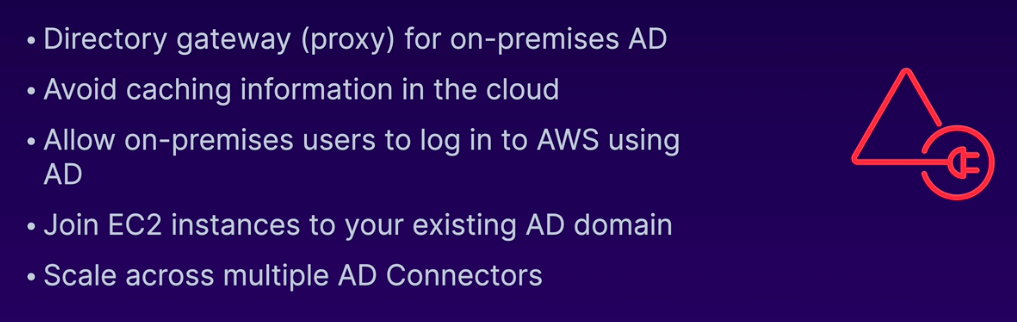 • Directory gateway (proxy) for on-premises AD
• Avoid caching information in the cloud
• Allow on-premises users to log in to AWS using
AD
• Join EC2 instances to your existing AD domain
• Scale across multiple AD Connectors